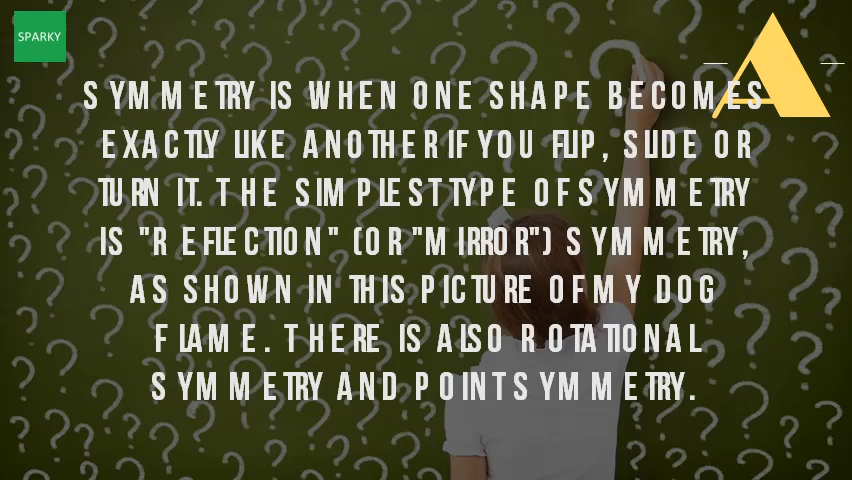 SPARKY
A
SYMMETRY IS WHEN ONE SHAPE BECOMES
EXACTLY LIKE ANOTHER IF YOU FLIP, SLIDE OR
TURN IT. THE SIMPLEST TYPE OF SYMMETRY
IS "REFLECTION" (OR "MIRROR") SYMMETRY,
AS SHOWN IN THIS PICTURE OF MY DOG
FLAME. THERE IS ALSO ROTATIONAL
SYMMETRY AND POINT SYMMETRY.